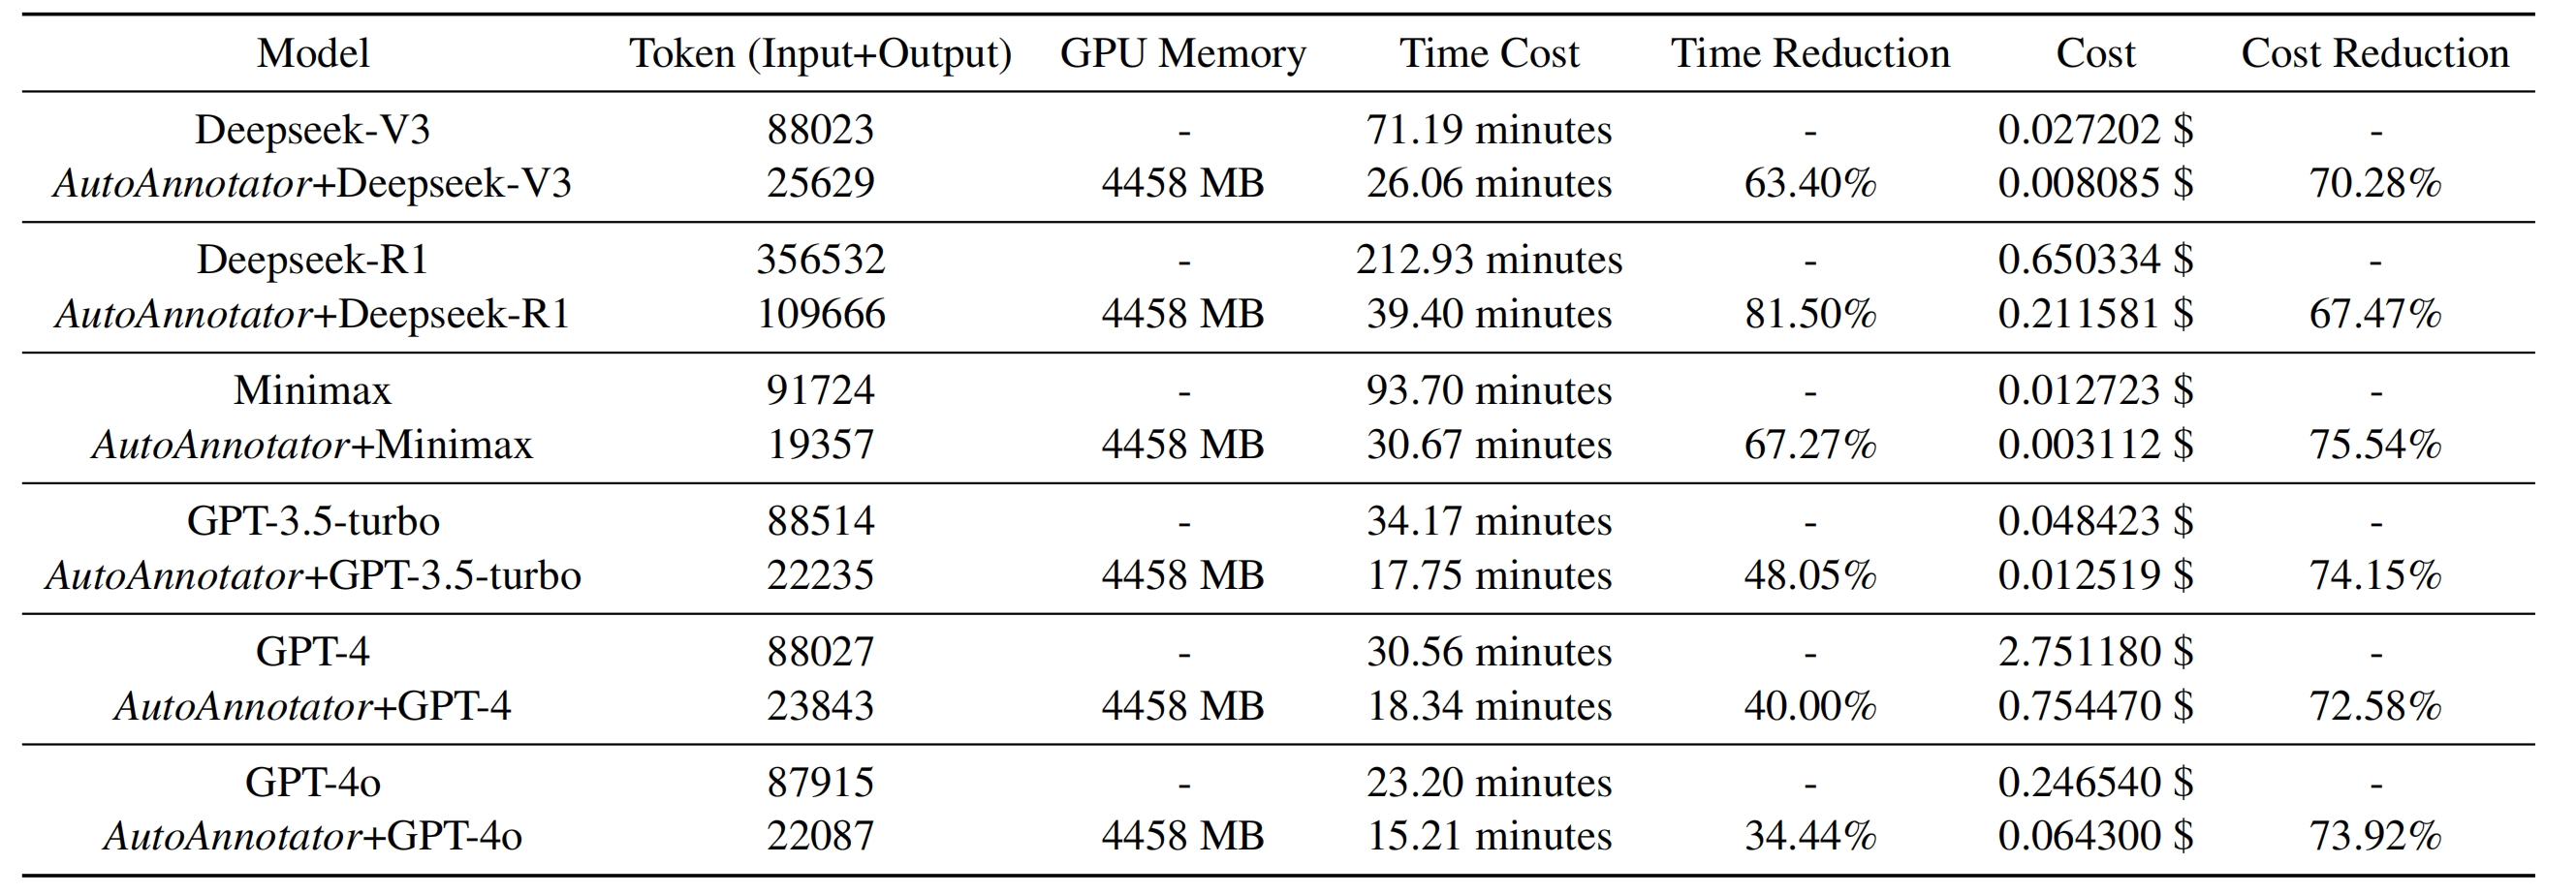 Model Token (Input+Output) GPU Memory Time Cost Time Reduction Cost Cost Reduction
Deepseek-V3 88023 - 71.19 minutes - 0.027202 $ -
AutoAnnotator+Deepseek-V3 25629 4458 MB 26.06 minutes 63.40% 0.008085 $ 70.28%
Deepseek-R1 356532 - 212.93 minutes - 0.650334 $ -
AutoAnnotator+Deepseek-R1 109666 4458 MB 39.40 minutes 81.50% 0.211581 $ 67.47%
Minimax 91724 - 93.70 minutes - 0.012723 $ -
AutoAnnotator+Minimax 19357 4458 MB 30.67 minutes 67.27% 0.003112 $ 75.54%
GPT-3.5-turbo 88514 - 34.17 minutes - 0.048423 $ -
AutoAnnotator+GPT-3.5-turbo 22235 4458 MB 17.75 minutes 48.05% 0.012519 $ 74.15%
GPT-4 88027 - 30.56 minutes - 2.751180 $ -
AutoAnnotator+GPT-4 23843 4458 MB 18.34 minutes 40.00% 0.754470 $ 72.58%
GPT-4o 87915 - 23.20 minutes - 0.246540 $ -
AutoAnnotator+GPT-4o 22087 4458 MB 15.21 minutes 34.44% 0.064300 $ 73.92%